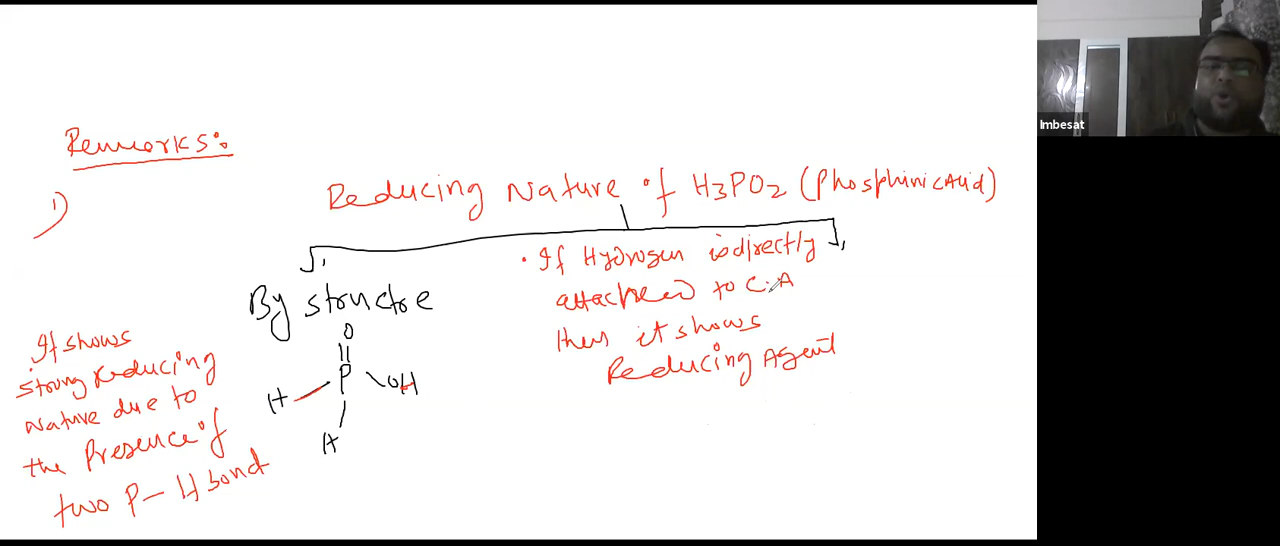 Remarks:
1)
Reducing Nature of H3PO2 (Phosphinic Acid)
• If Hydrogen is directly
attached to C.A
then it shows
Reducing Agent
By structre
O
||
P
H
OH
H
It shows
strong reducing
nature due to
the Presence of
two P-H bond
Imbesat